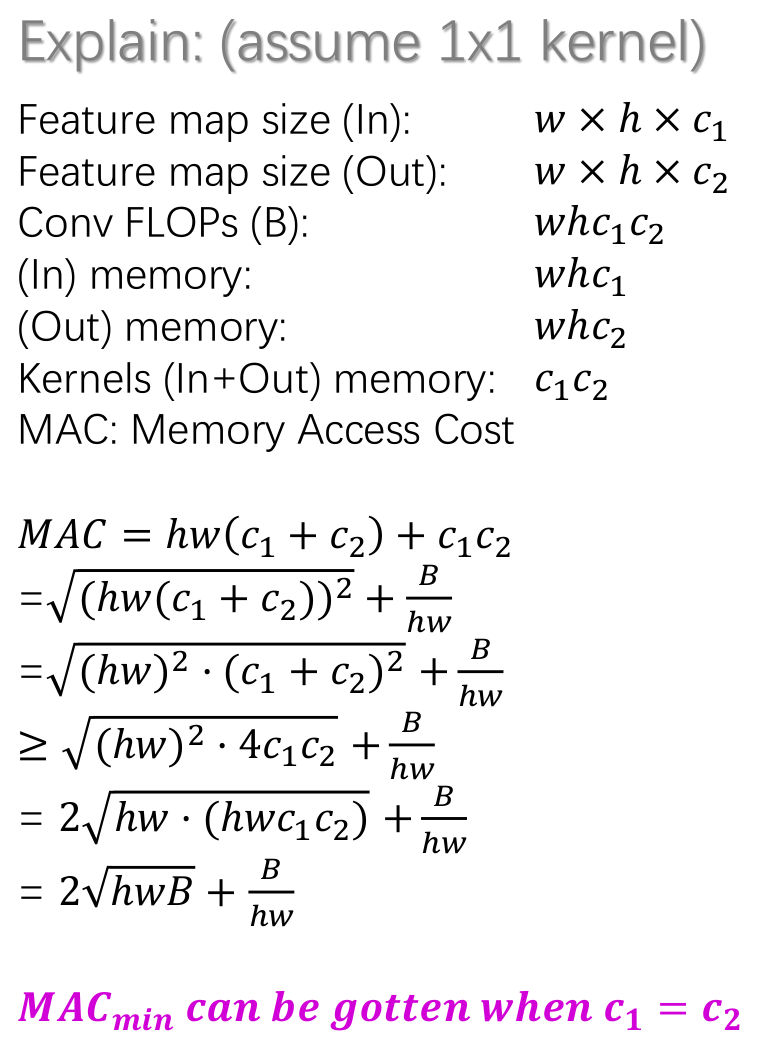 Explain: (assume 1x1 kernel)
Feature map size (In): w × h × c₁
Feature map size (Out): w × h × c₂
Conv FLOPs (B): whc₁c₂
(In) memory: whc₁
(Out) memory: whc₂
Kernels (In+Out) memory: c₁c₂
MAC: Memory Access Cost
MAC = hw(c₁ + c₂) + c₁c₂
=√((hw(c₁ + c₂))²) + B/hw
=√((hw)² · (c₁ + c₂)²) + B/hw
≥ √((hw)² · 4c₁c₂) + B/hw
= 2√(hw · (hwc₁c₂)) + B/hw
= 2√(hwB) + B/hw
MACₘᵢₙ can be gotten when c₁ = c₂